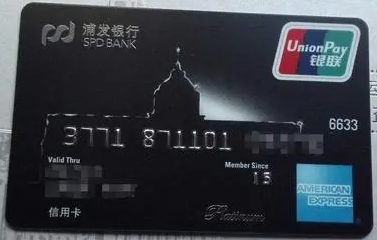 浦发银行
SPD BANK
UnionPay
银联
6633
3771 871101
Valid Thru
Member Since
15
信用卡
Platinum
AMERICAN
EXPRESS